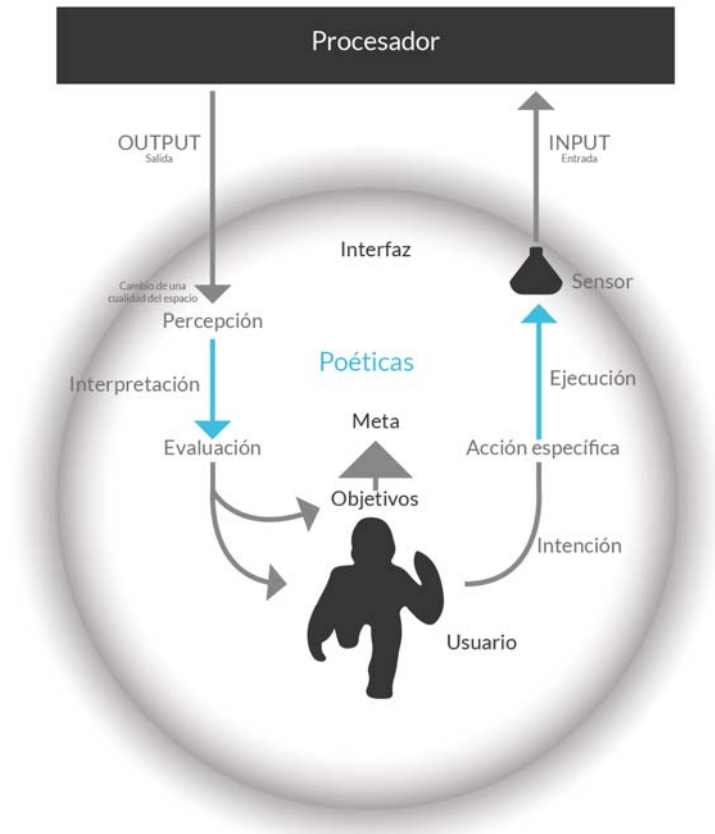 Procesador
OUTPUT
Salida
INPUT
Entrada
Interfaz
Sensor
Cambio de una
cualidad del espacio
Percepción
Poéticas
Interpretación
Ejecución
Meta
Evaluación
Acción específica
Objetivos
Intención
Usuario